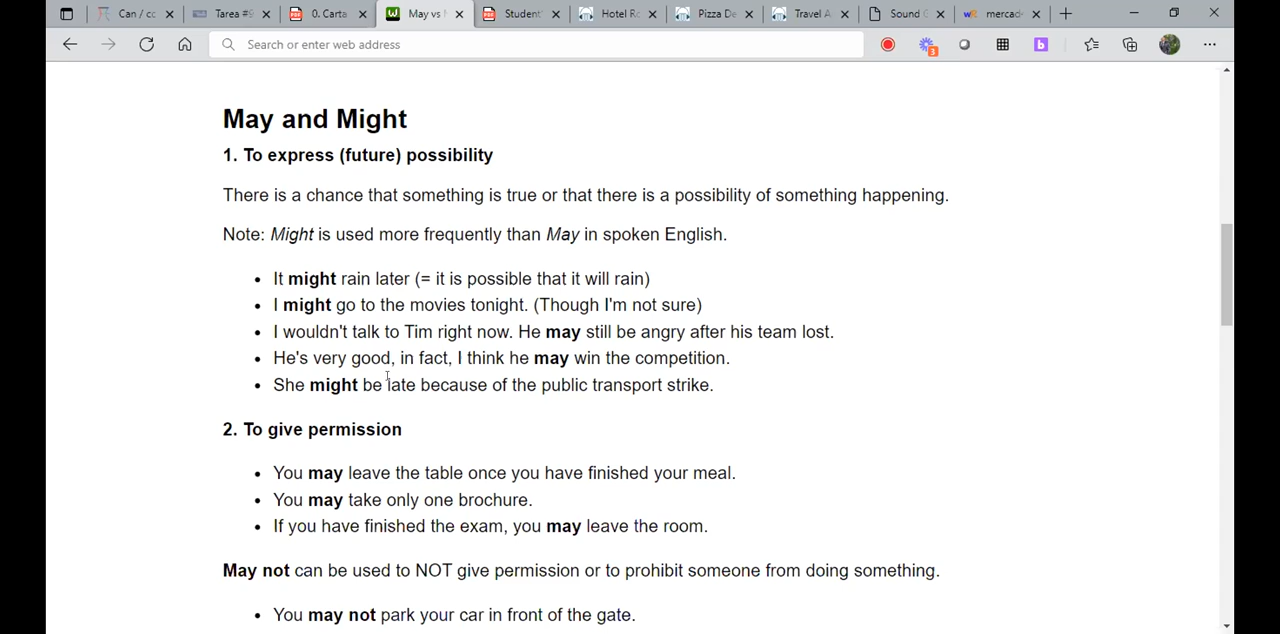 Can / co
Tarea #9
0. Carta
May vs M
Student'
Hotel Ro
Pizza De
Travel A
Sound G
mercad
Search or enter web address
3
b
May and Might
1. To express (future) possibility
There is a chance that something is true or that there is a possibility of something happening.
Note: Might is used more frequently than May in spoken English.
• It might rain later (= it is possible that it will rain)
• I might go to the movies tonight. (Though I'm not sure)
• I wouldn't talk to Tim right now. He may still be angry after his team lost.
• He's very good, in fact, I think he may win the competition.
• She might be late because of the public transport strike.
2. To give permission
• You may leave the table once you have finished your meal.
• You may take only one brochure.
• If you have finished the exam, you may leave the room.
May not can be used to NOT give permission or to prohibit someone from doing something.
• You may not park your car in front of the gate.